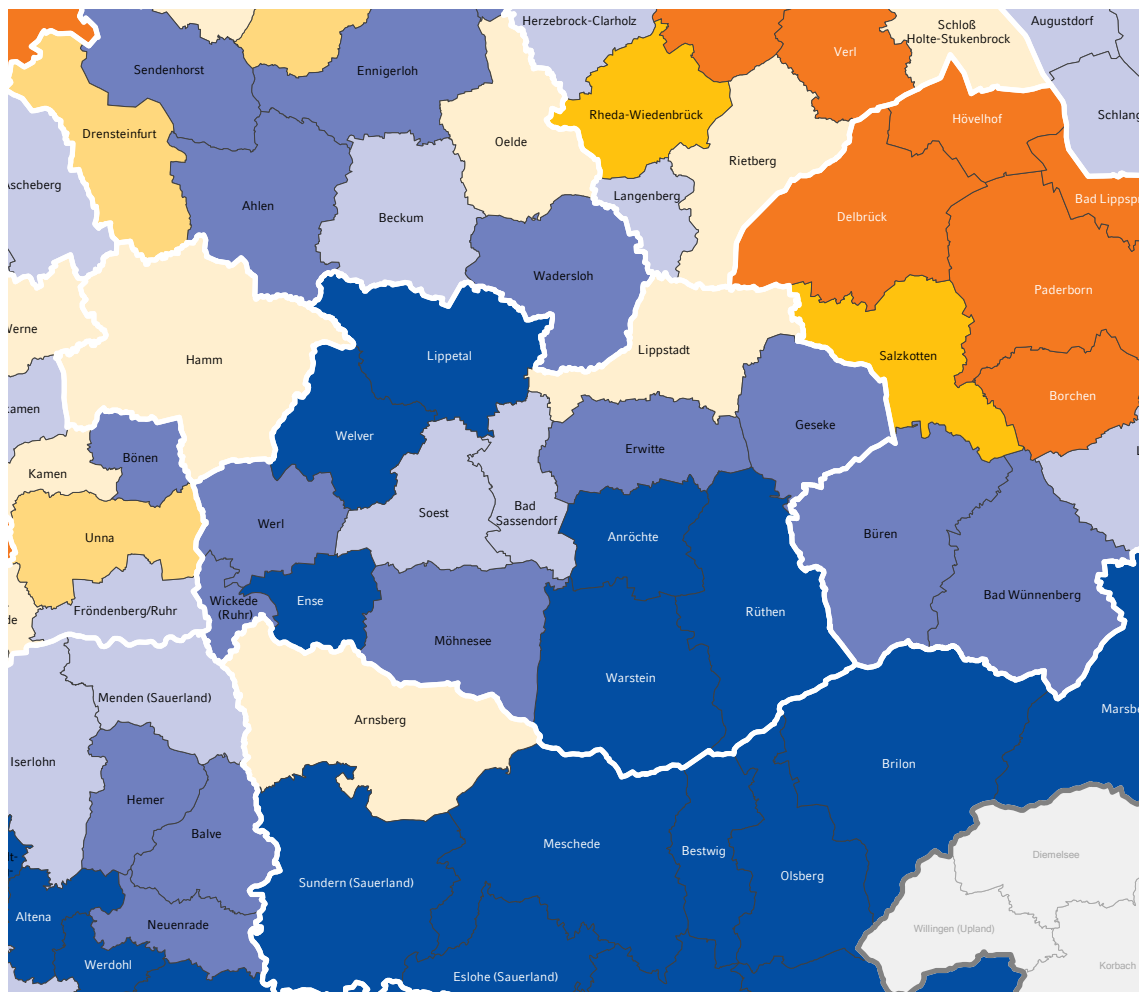 Herzebrock-Clarholz
Augustdorf
Schloß
Holte-Stukenbrock
Verl
Sendenhorst
Ennigerloh
Rheda-Wiedenbrück
Hövelhof
Schlang
Drensteinfurt
Oelde
Rietberg
Ascheberg
Langenberg
Bad Lippspr
Ahlen
Beckum
Delbrück
Wadersloh
Paderborn
Werne
Hamm
Lippetal
Lippstadt
Salzkotten
Borchen
kamen
Welver
Geseke
Erwitte
Bönen
Kamen
Bad
Sassendorf
Soest
Werl
Unna
Anröchte
Büren
Bad Wünnenberg
Wickede
(Ruhr)
Ense
Fröndenberg/Ruhr
de
Rüthen
Möhnesee
Warstein
Menden (Sauerland)
Marsbe
Arnsberg
Iserlohn
Brilon
Hemer
Balve
Meschede
Bestwig
Diemelsee
Olsberg
Sundern (Sauerland)
Altena
Neuenrade
Willingen (Upland)
Werdohl
Eslohe (Sauerland)
Korbach